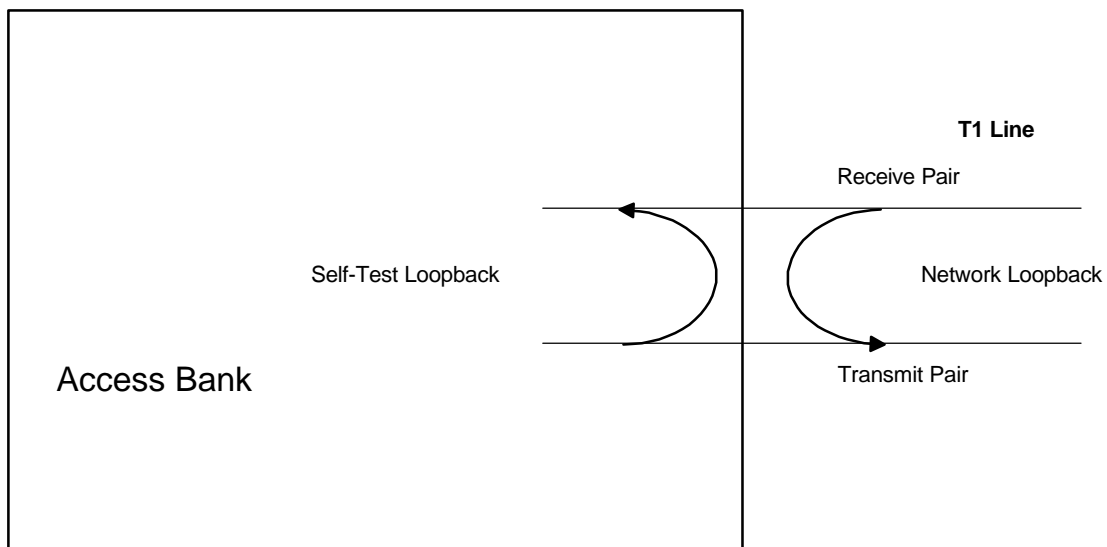 T1 Line
Receive Pair
Self-Test Loopback
Network Loopback
Access Bank
Transmit Pair